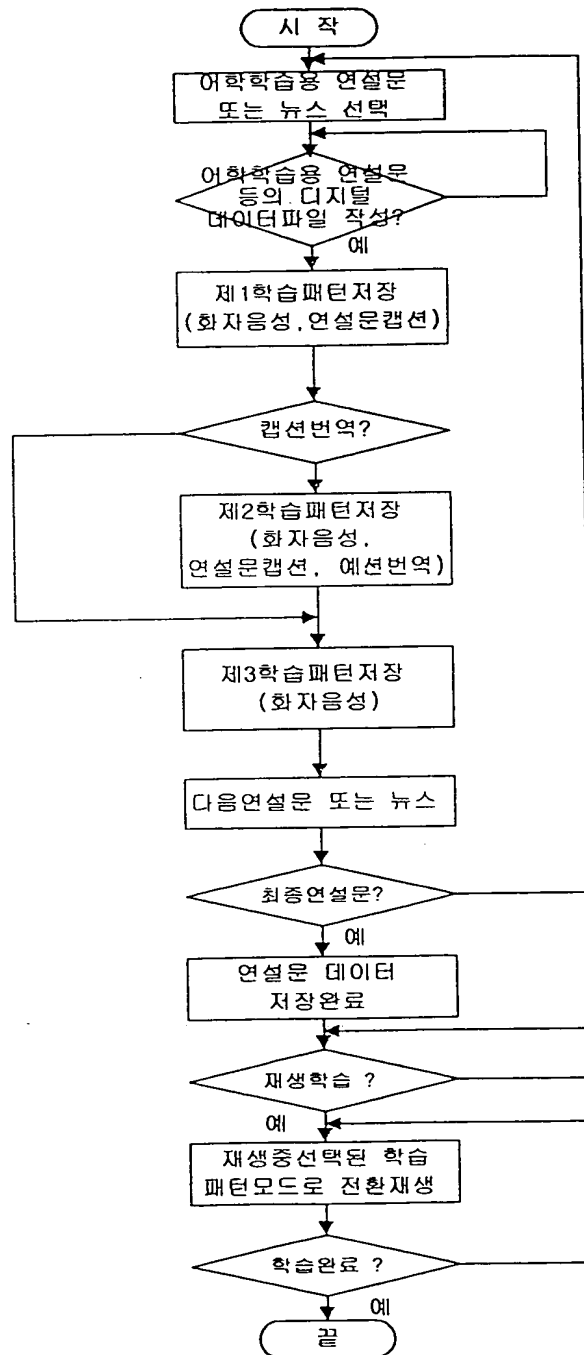 시 작
어학학습용 연설문
또는 뉴스 선택
어학학습용 연설문
등의 디지털
데이터파일 작성?
예
제1학습패턴저장
(화자음성,연설문캡션)
캡션번역?
제2학습패턴저장
(화자음성,
연설문캡션, 예션번역)
제3학습패턴저장
(화자음성)
다음연설문 또는 뉴스
최종연설문?
예
연설문 데이터
저장완료
재생학습 ?
예
재생중선택된 학습
패턴모드로 전환재생
학습완료 ?
예
끝